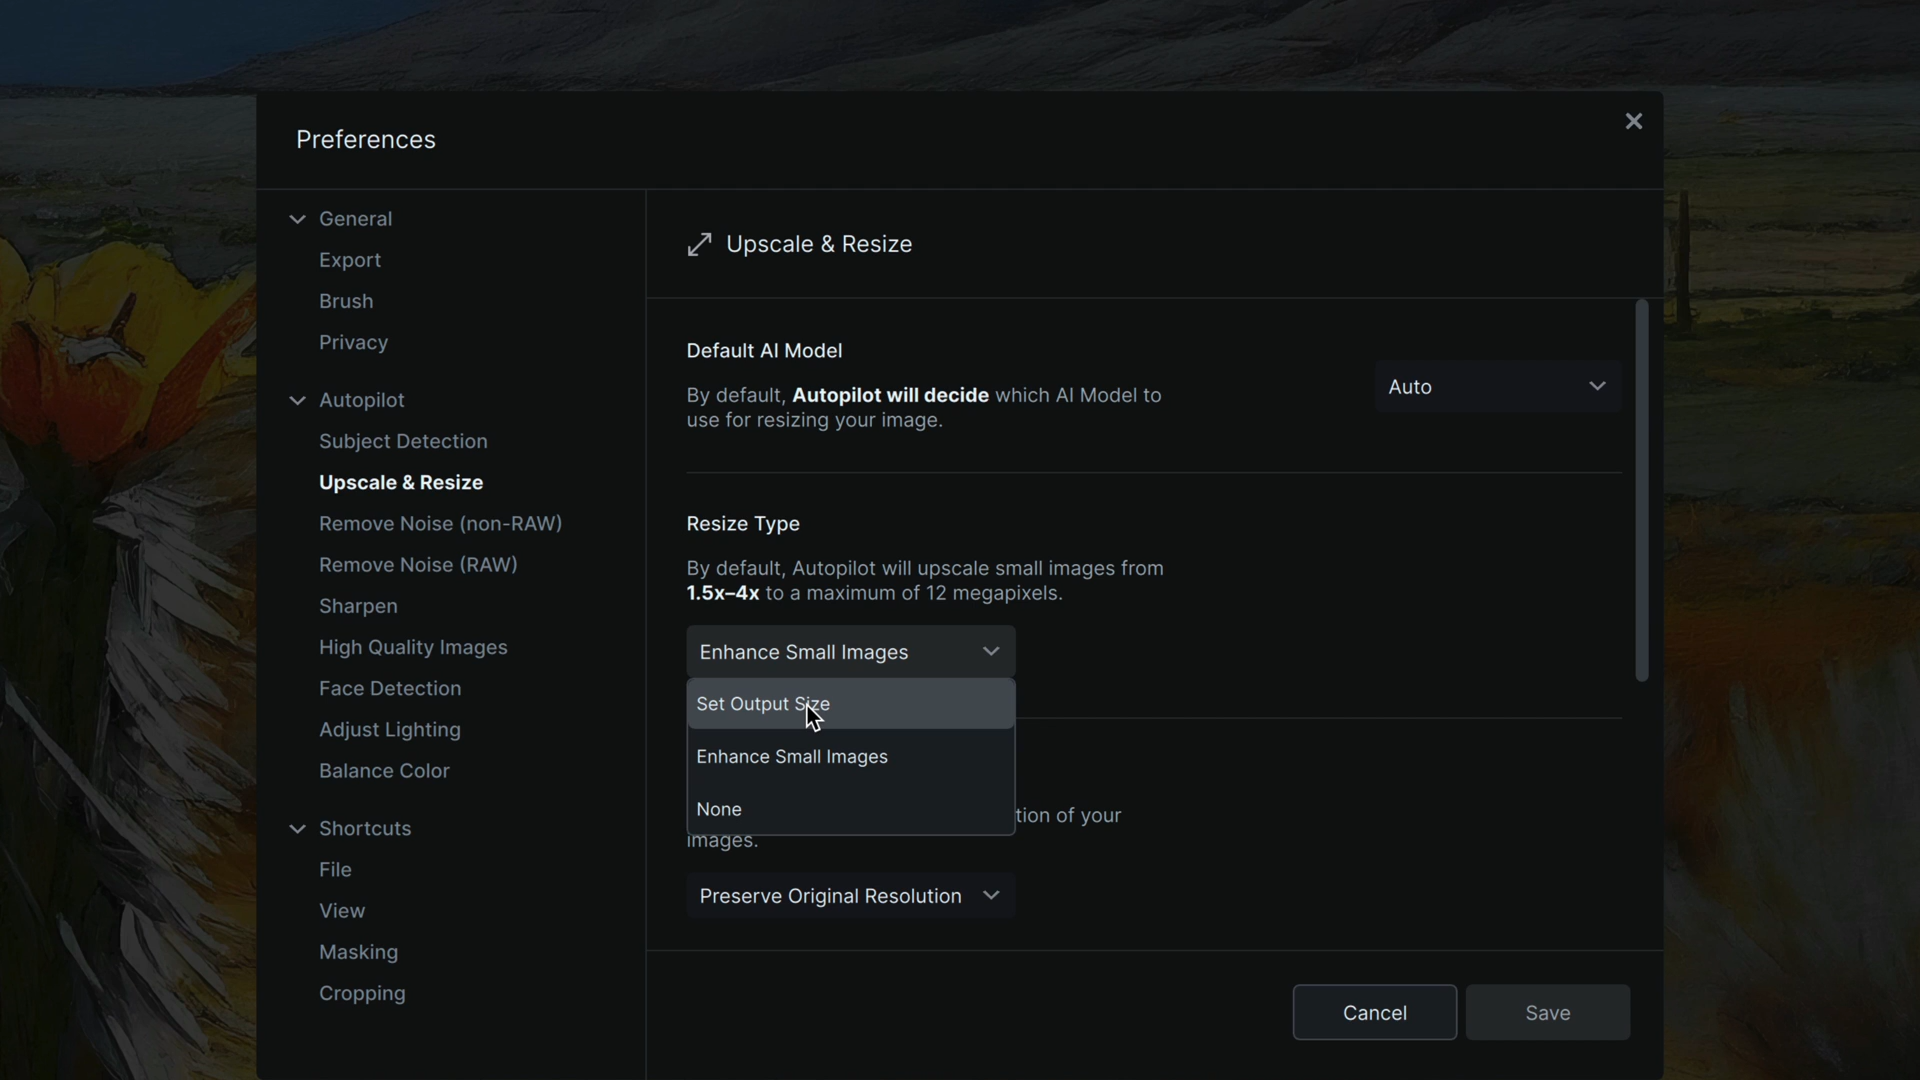 Preferences
General
Export
Brush
Privacy
Autopilot
Subject Detection
Upscale & Resize
Remove Noise (non-RAW)
Remove Noise (RAW)
Sharpen
High Quality Images
Face Detection
Adjust Lighting
Balance Color
Shortcuts
File
View
Masking
Cropping
Upscale & Resize
Default AI Model
By default, Autopilot will decide which AI Model to
use for resizing your image.
Auto
Resize Type
By default, Autopilot will upscale small images from
1.5x–4x to a maximum of 12 megapixels.
Enhance Small Images
Set Output Size
Enhance Small Images
None
tion of your
images.
Preserve Original Resolution
Cancel
Save